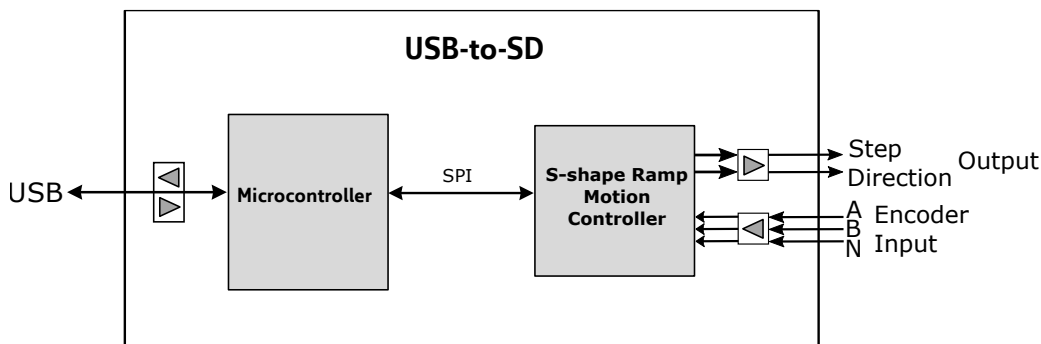 USB-to-SD
USB
Microcontroller
SPI
S-shape Ramp
Motion
Controller
Step
Direction
Output
A
B
N
Encoder
Input